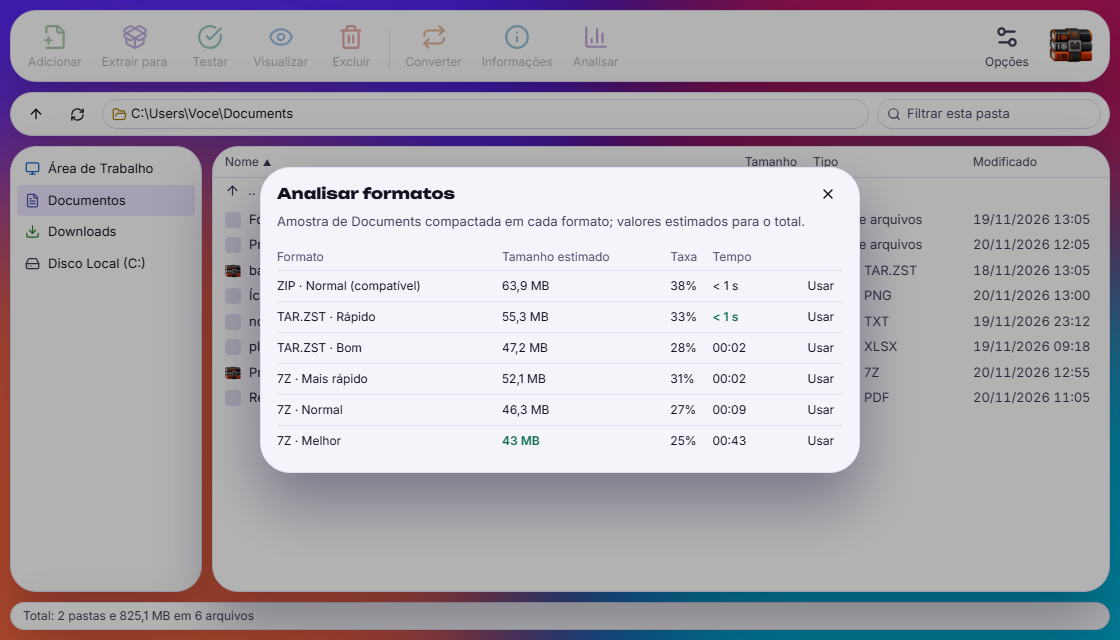 Adicionar Extrair para Testar Visualizar Excluir Converter Informações Analisar Opções
C:\Users\Voce\Documents Filtrar esta pasta
Área de Trabalho
Documentos
Downloads
Disco Local (C:)
Nome ▲ Tamanho Tipo Modificado
..
e arquivos 19/11/2026 13:05
e arquivos 20/11/2026 12:05
TAR.ZST 18/11/2026 13:05
PNG 20/11/2026 13:00
TXT 19/11/2026 23:12
XLSX 19/11/2026 09:18
7Z 20/11/2026 12:55
PDF 20/11/2026 11:05
Analisar formatos
Amostra de Documents compactada em cada formato; valores estimados para o total.
Formato Tamanho estimado Taxa Tempo
ZIP · Normal (compatível) 63,9 MB 38% < 1 s Usar
TAR.ZST · Rápido 55,3 MB 33% < 1 s Usar
TAR.ZST · Bom 47,2 MB 28% 00:02 Usar
7Z · Mais rápido 52,1 MB 31% 00:02 Usar
7Z · Normal 46,3 MB 27% 00:09 Usar
7Z · Melhor 43 MB 25% 00:43 Usar
Total: 2 pastas e 825,1 MB em 6 arquivos